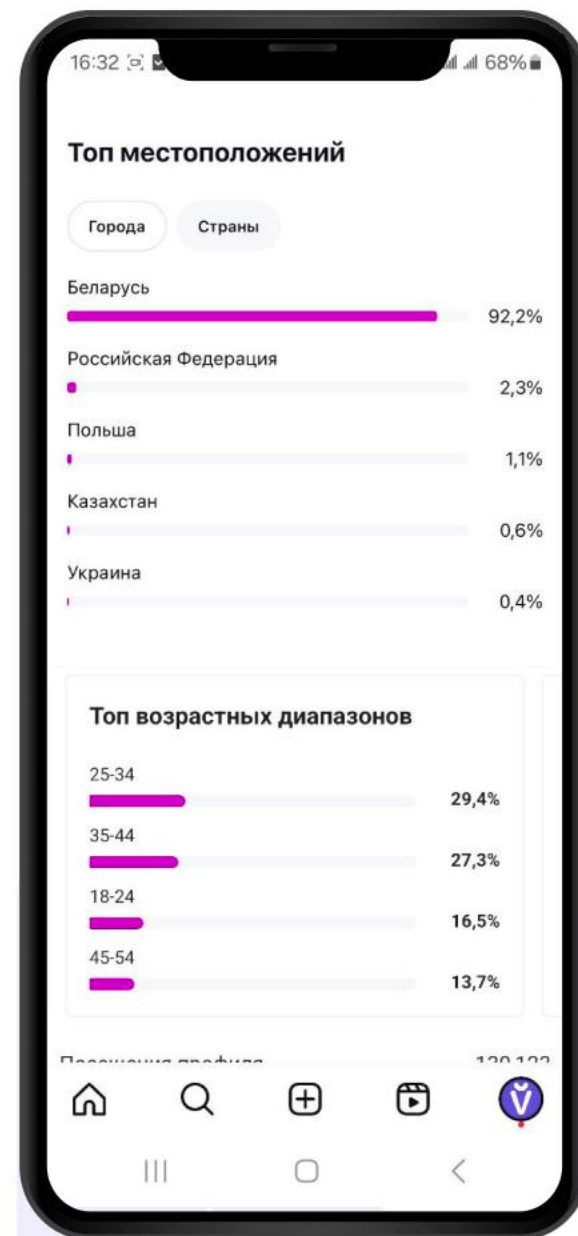 16:32 68%
Топ местоположений
Города Страны
Беларусь
92,2%
Российская Федерация
2,3%
Польша
1,1%
Казахстан
0,6%
Украина
0,4%
Топ возрастных диапазонов
25-34
29,4%
35-44
27,3%
18-24
16,5%
45-54
13,7%
V̌